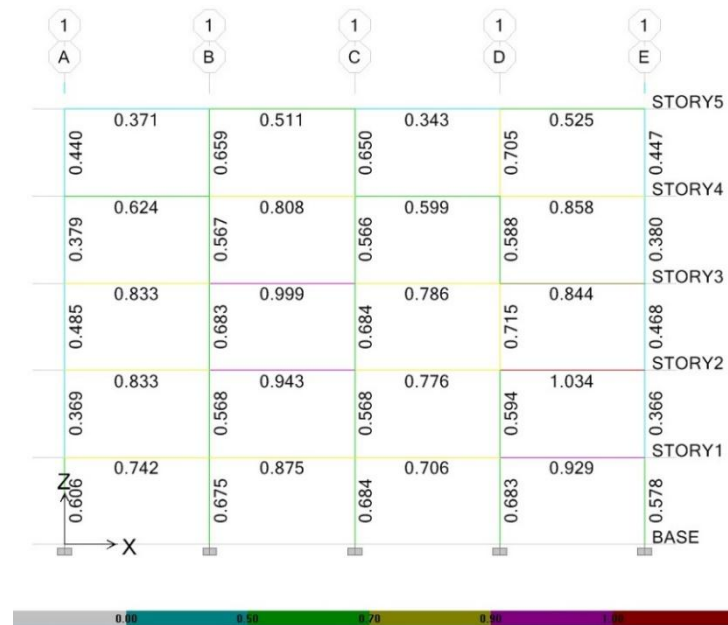 1 1 1 1 1
A B C D E
STORY5
0.371 0.511 0.343 0.525
0.440 0.659 0.650 0.705 0.447
STORY4
0.624 0.808 0.599 0.858
0.379 0.567 0.566 0.588 0.380
STORY3
0.833 0.999 0.786 0.844
0.485 0.683 0.684 0.715 0.468
STORY2
0.833 0.943 0.776 1.034
0.369 0.568 0.568 0.594 0.366
STORY1
0.742 0.875 0.706 0.929
Z
0.606 0.675 0.684 0.683 0.578
X
BASE
0.00 0.50 0.70 0.90